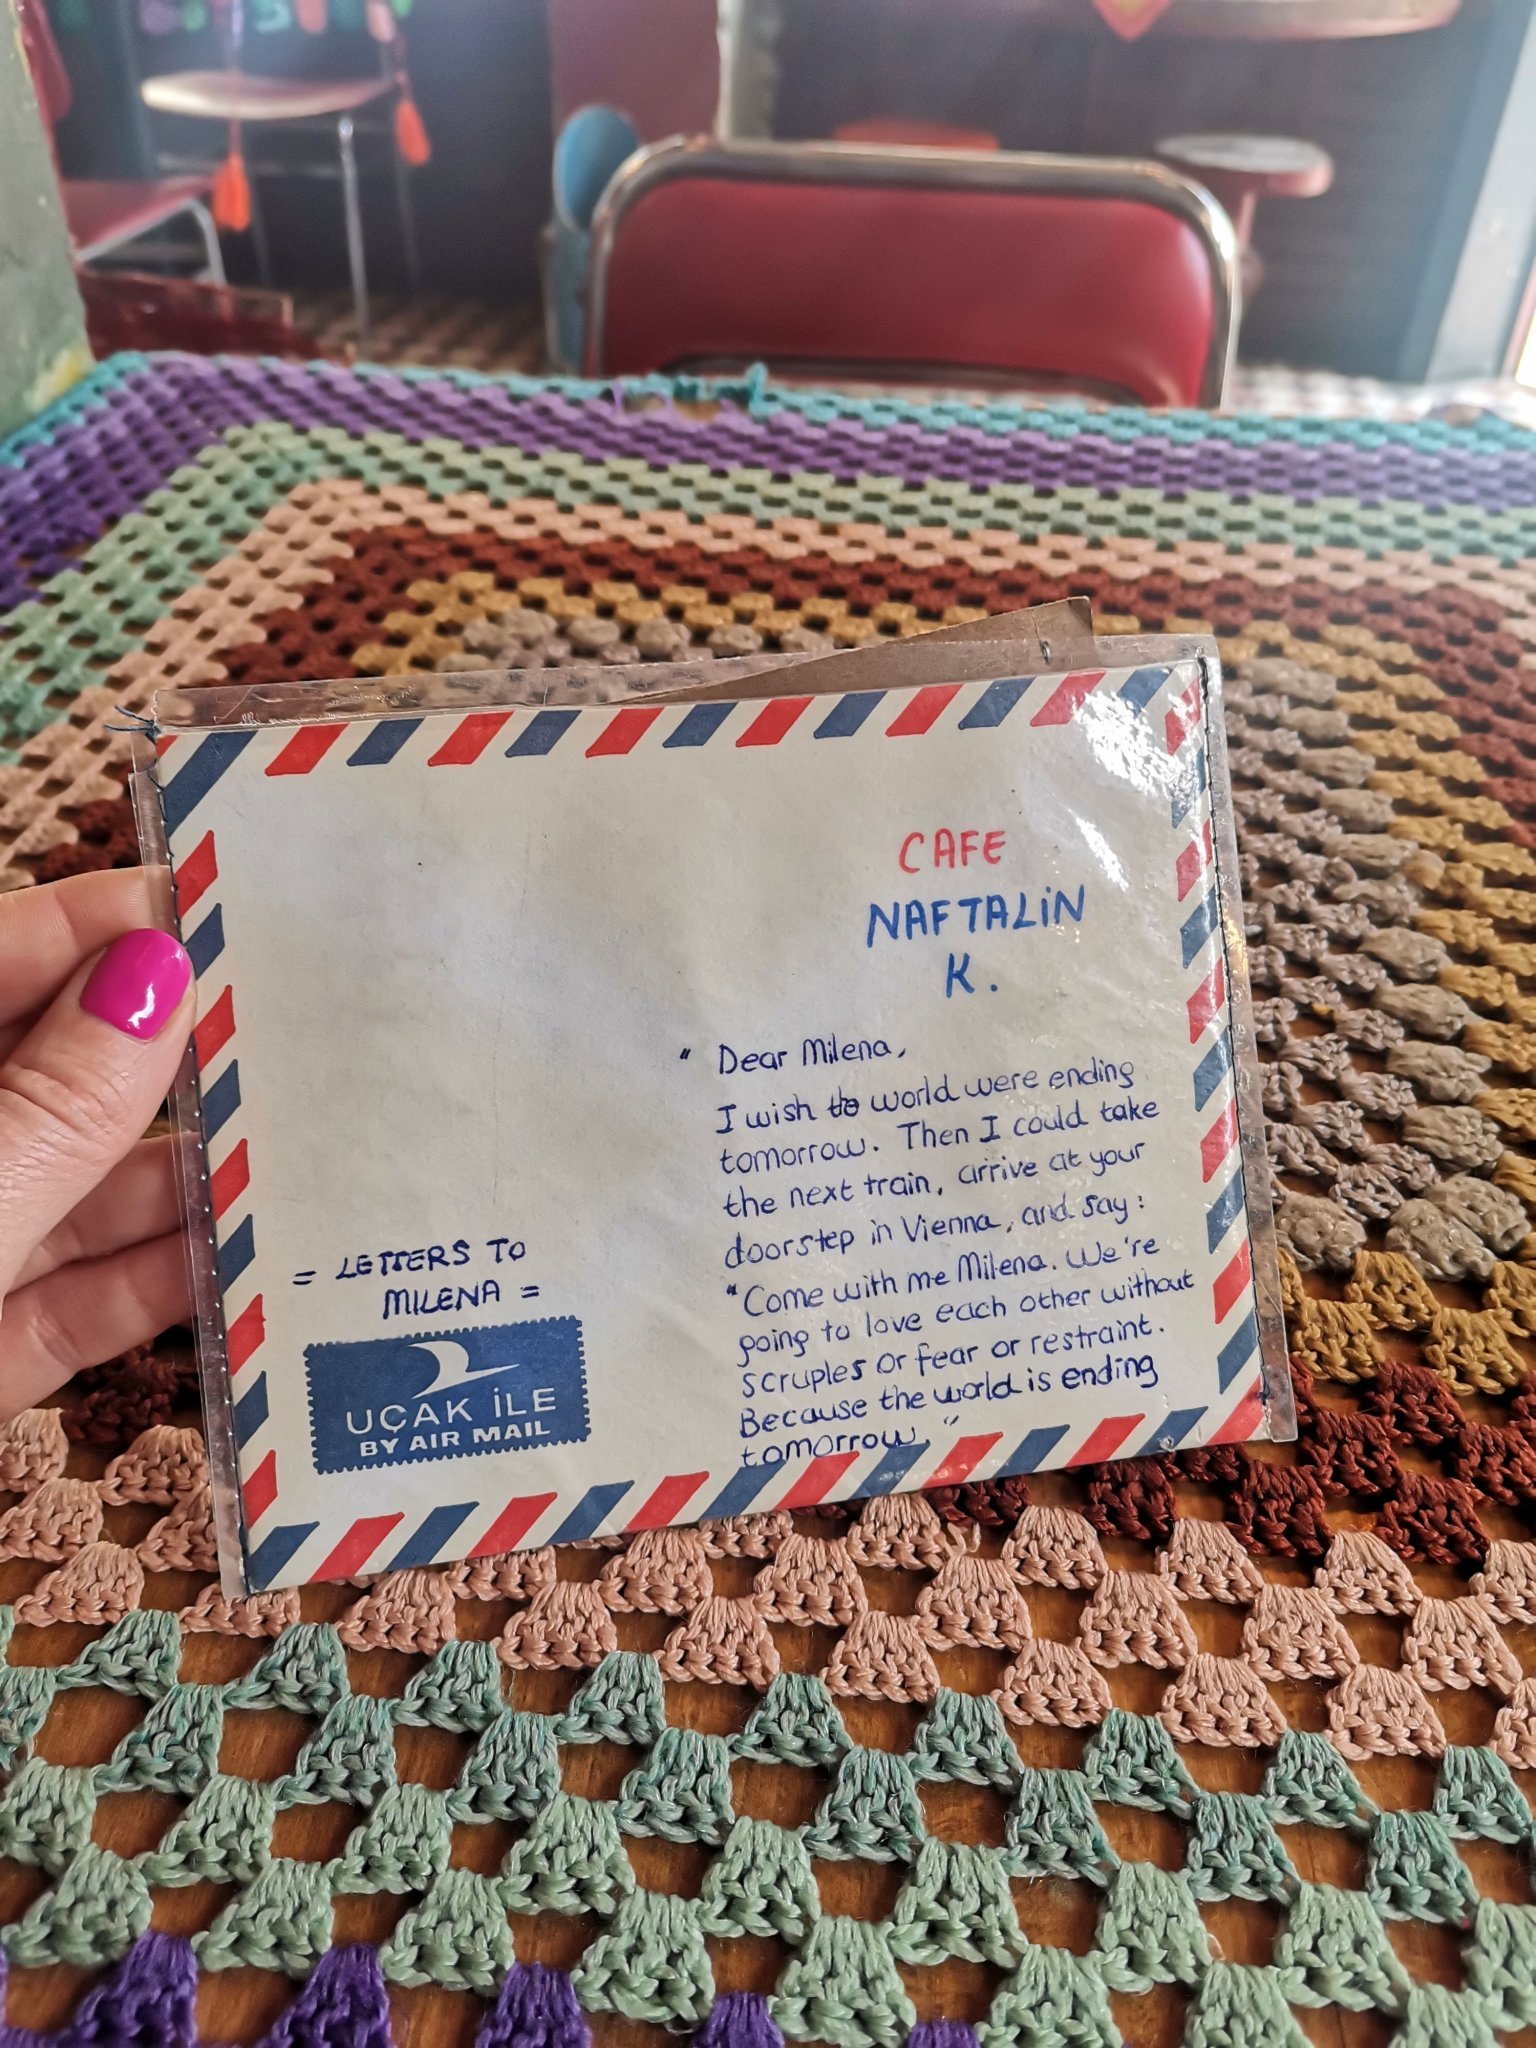 CAFE
NAFTALİN
K.
" Dear Milena,
I wish to world were ending
tomorrow. Then I could take
the next train, arrive at your
doorstep in Vienna, and say:
"Come with me Milena. We're
going to love each other without
scruples or fear or restraint.
Because the world is ending
tomorrow."
= LETTERS TO
MILENA =
UÇAK İLE
BY AIR MAIL